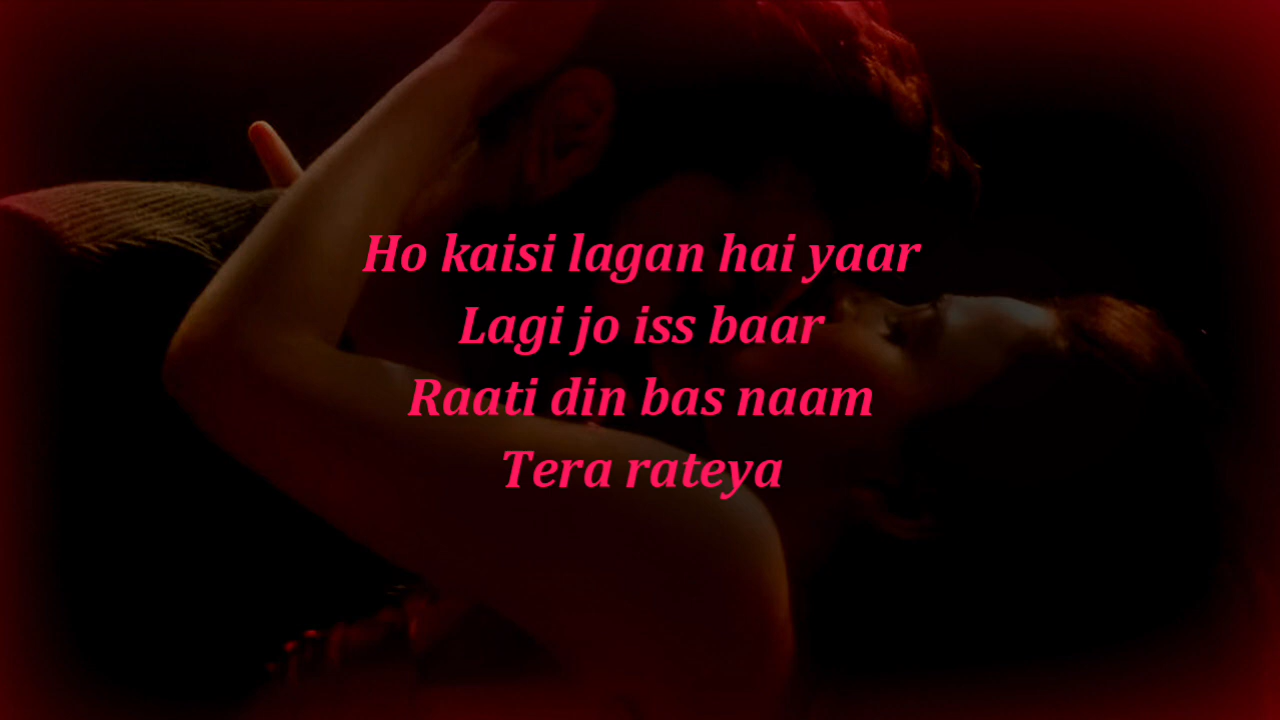 Ho kaisi lagan hai yaar
Lagi jo iss baar
Raati din bas naam
Tera rateya